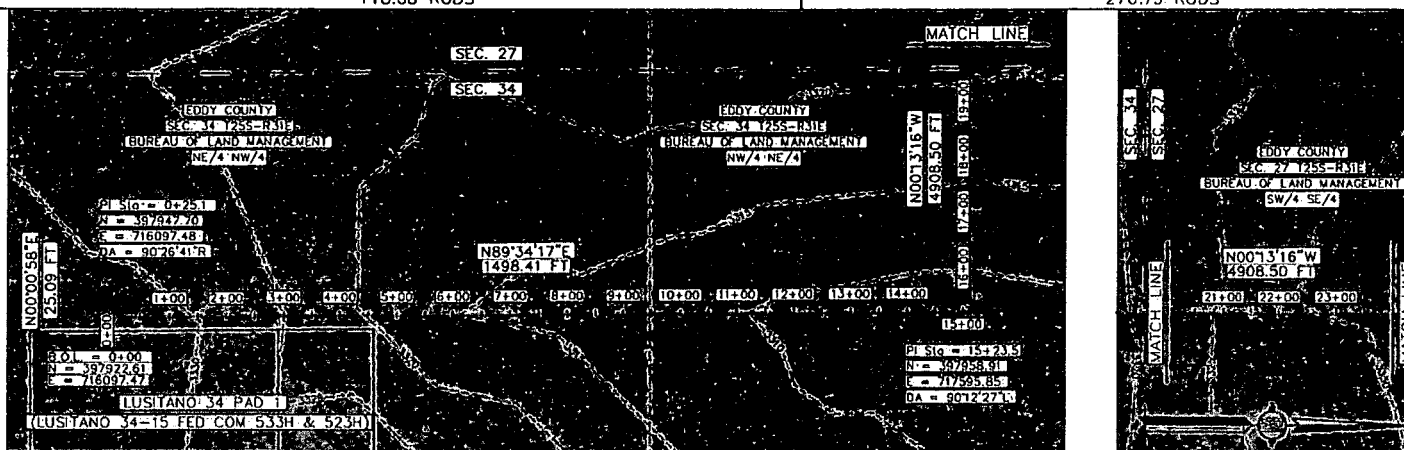 SEC. 27
SEC. 34
MATCH LINE
EDDY COUNTY
SEC. 34 T25S-R31E
BUREAU OF LAND MANAGEMENT
NE/4 NW/4
EDDY COUNTY
SEC. 34 T25S-R31E
BUREAU OF LAND MANAGEMENT
NW/4 NE/4
N00°13'16"W
4908.50 FT
16+00 17+00 18+00 19+00
PI Sta = 0+25.1
N = 397947.70
E = 716097.48
DA = 90°26'41"R
N00°00'58"E
25.09 FT
N89°34'17"E
1498.41 FT
0+00
1+00 2+00 3+00 4+00 5+00 6+00 7+00 8+00 9+00 10+00 11+00 12+00 13+00 14+00
15+00
B.O.L. = 0+00
N = 397922.61
E = 716097.47
PI Sta = 15+23.5
N = 397958.91
E = 717595.85
DA = 90°12'27"L
LUSITANO 34 PAD 1
(LUSITANO 34-15 FED COM 533H & 523H)
SEC. 34
SEC. 27
EDDY COUNTY
SEC. 27 T25S-R31E
BUREAU OF LAND MANAGEMENT
SW/4 SE/4
N00°13'16"W
4908.50 FT
21+00 22+00 23+00
MATCH LINE